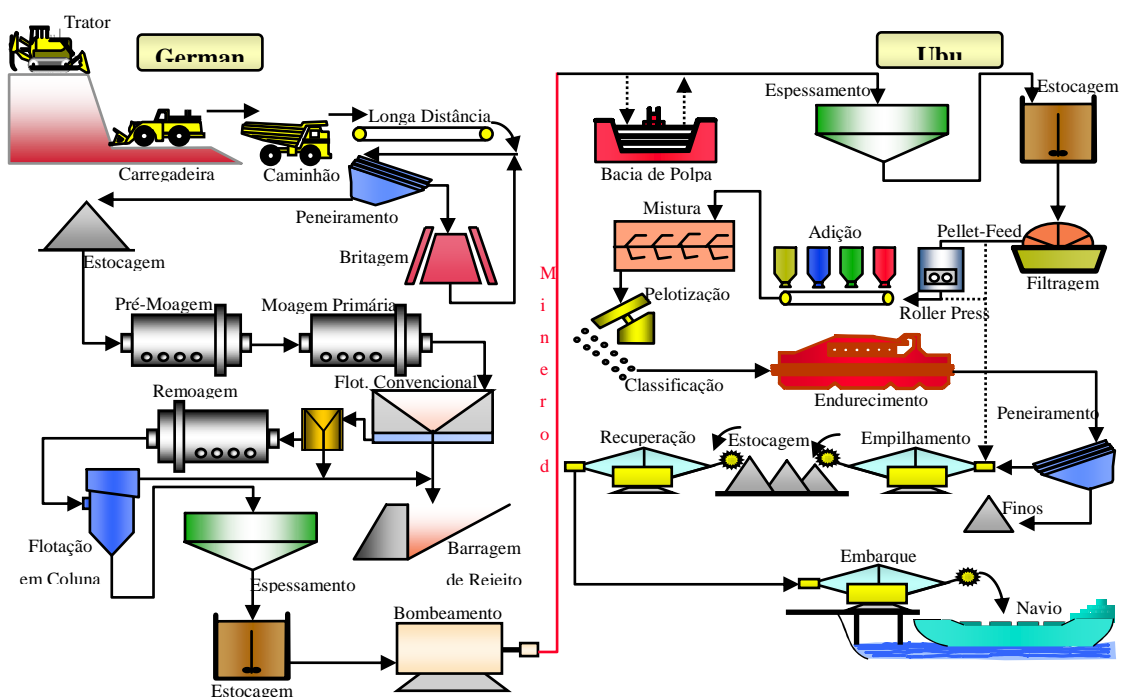 Trator
German
Carregadeira
Caminhão
Longa Distância
Peneiramento
Britagem
Estocagem
Pré-Moagem
Moagem Primária
Flot. Convencional
Remoagem
Flotação
em Coluna
Espessamento
Barragem
de Rejeito
Estocagem
Bombeamento
Mineroduto
Ubu
Espessamento
Estocagem
Bacia de Polpa
Mistura
Adição
Pellet-Feed
Filtragem
Roller Press
Pelotização
Classificação
Endurecimento
Peneiramento
Recuperação
Estocagem
Empilhamento
Finos
Embarque
Navio